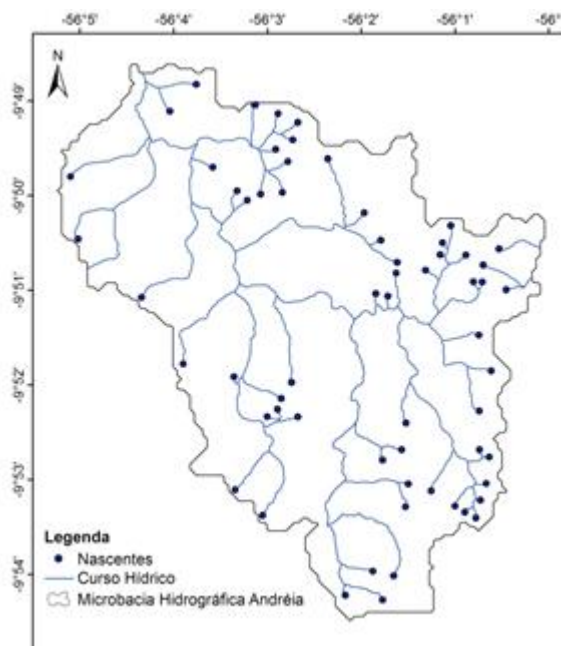 -56°5' -56°4' -56°3' -56°2' -56°1' -56°
N
-9°49'
-9°50'
-9°51'
-9°52'
-9°53'
-9°54'
Legenda
Nascentes
Curso Hídrico
Microbacia Hidrográfica Andréia